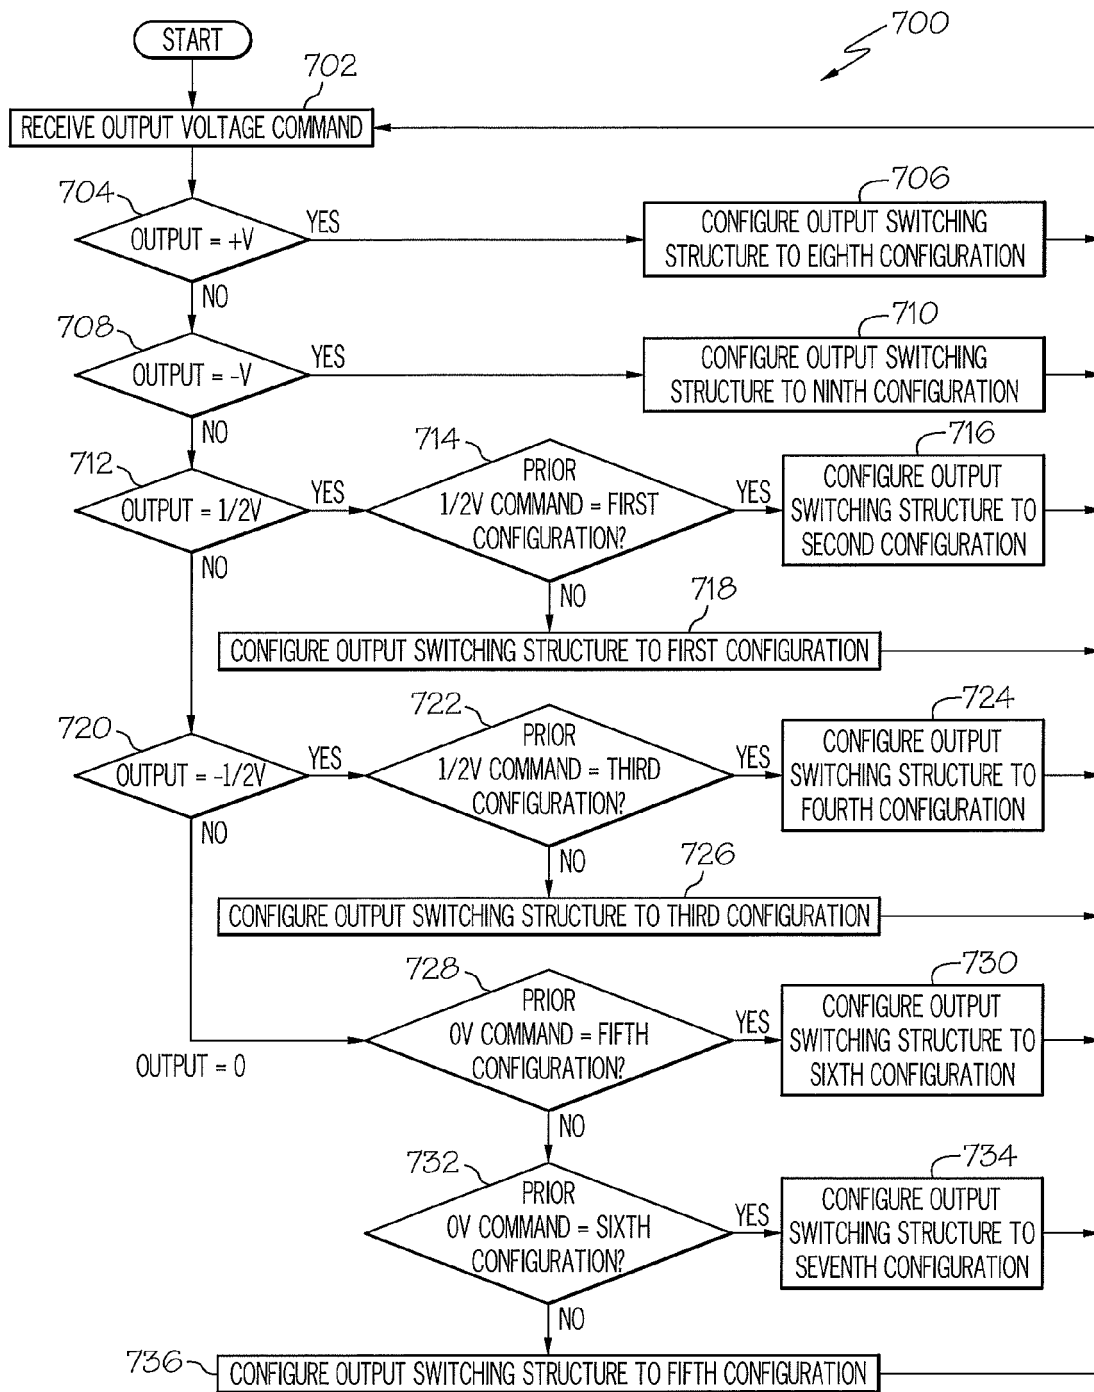 START
700
702
RECEIVE OUTPUT VOLTAGE COMMAND
704
OUTPUT = +V
YES
706
CONFIGURE OUTPUT SWITCHING
STRUCTURE TO EIGHTH CONFIGURATION
NO
708
OUTPUT = -V
YES
710
CONFIGURE OUTPUT SWITCHING
STRUCTURE TO NINTH CONFIGURATION
NO
712
OUTPUT = 1/2V
YES
714
PRIOR
1/2V COMMAND = FIRST
CONFIGURATION?
YES
716
CONFIGURE OUTPUT
SWITCHING STRUCTURE TO
SECOND CONFIGURATION
NO
NO
718
CONFIGURE OUTPUT SWITCHING STRUCTURE TO FIRST CONFIGURATION
720
OUTPUT = -1/2V
YES
722
PRIOR
1/2V COMMAND = THIRD
CONFIGURATION?
YES
724
CONFIGURE OUTPUT
SWITCHING STRUCTURE TO
FOURTH CONFIGURATION
NO
NO
726
CONFIGURE OUTPUT SWITCHING STRUCTURE TO THIRD CONFIGURATION
OUTPUT = 0
728
PRIOR
0V COMMAND = FIFTH
CONFIGURATION?
YES
730
CONFIGURE OUTPUT
SWITCHING STRUCTURE TO
SIXTH CONFIGURATION
NO
732
PRIOR
0V COMMAND = SIXTH
CONFIGURATION?
YES
734
CONFIGURE OUTPUT
SWITCHING STRUCTURE TO
SEVENTH CONFIGURATION
NO
736
CONFIGURE OUTPUT SWITCHING STRUCTURE TO FIFTH CONFIGURATION